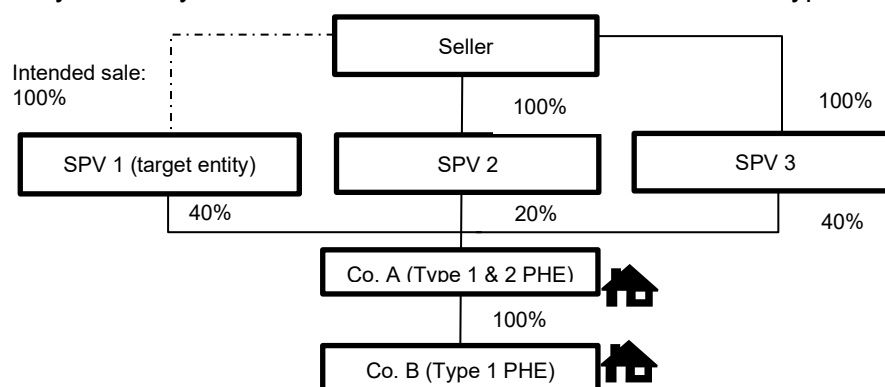 Seller
Intended sale:
100%
100%
100%
SPV 1 (target entity)
SPV 2
SPV 3
40%
20%
40%
Co. A (Type 1 & 2 PHE)
100%
Co. B (Type 1 PHE)